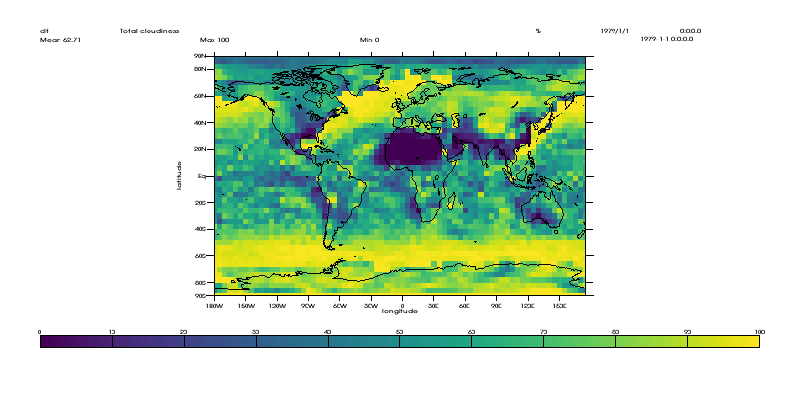 clt Total cloudiness % 1979/1/1 0:0:0.0
Mean 62.71 Max 100 Min 0 1979-1-1 0:0:0.0
90N
80N
60N
40N
20N
Eq
20S
40S
60S
80S
90S
latitude
180W 150W 120W 90W 60W 30W 0 30E 60E 90E 120E 150E
longitude
0 10 20 30 40 50 60 70 80 90 100